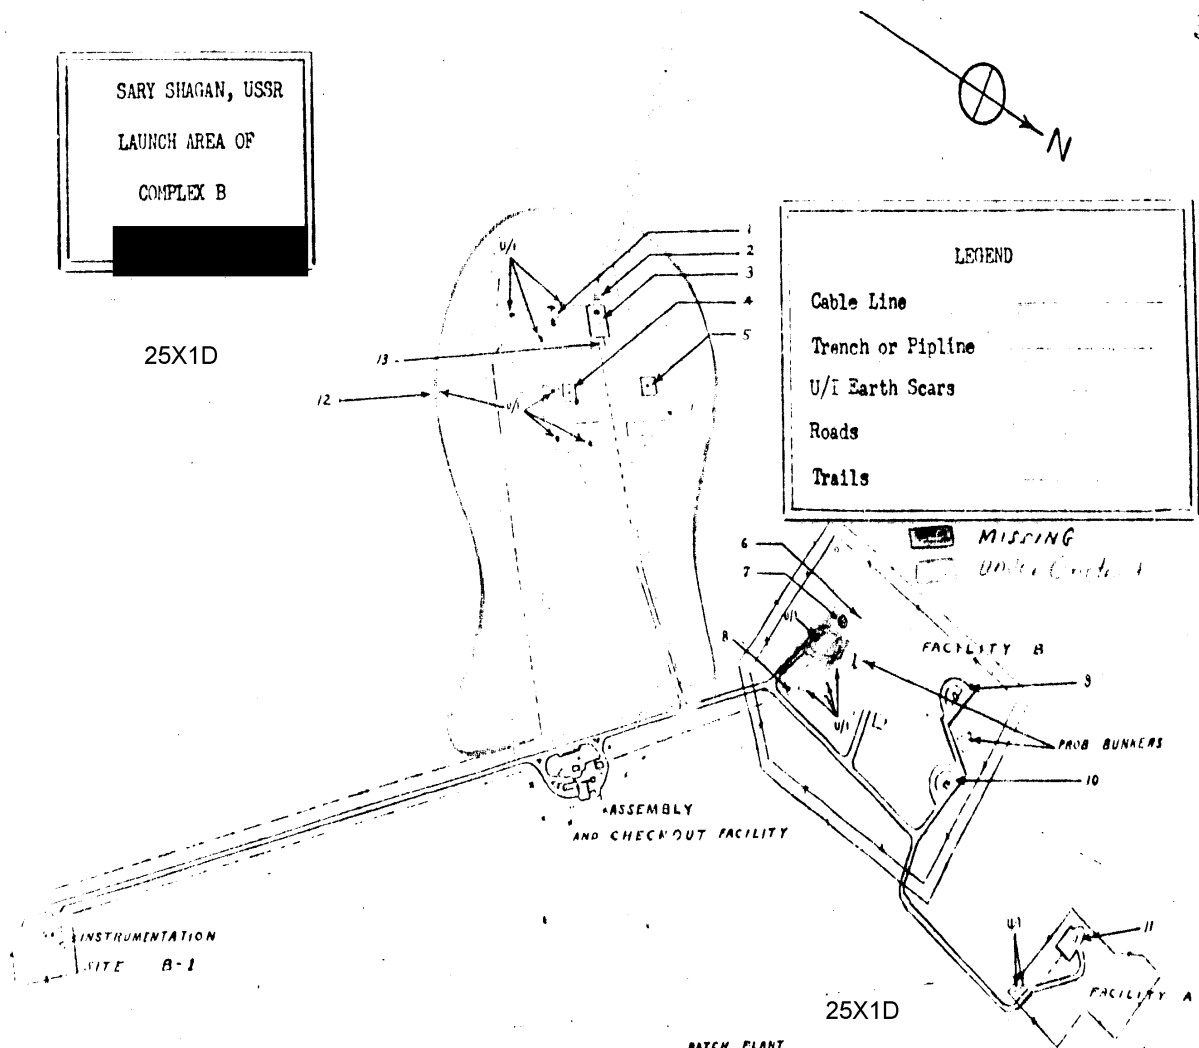 SARY SHAGAN, USSR
LAUNCH AREA OF
COMPLEX B
25X1D
N
LEGEND
Cable Line
Trench or Pipline
U/I Earth Scars
Roads
Trails
MISSING
U/I
1
2
3
4
5
13
12
U/I
6
7
U/I
8
FACILITY B
9
U/I
PROB BUNKERS
10
ASSEMBLY
AND CHECKOUT FACILITY
INSTRUMENTATION
SITE B-1
U/I
11
FACILITY A
25X1D
BATCH PLANT